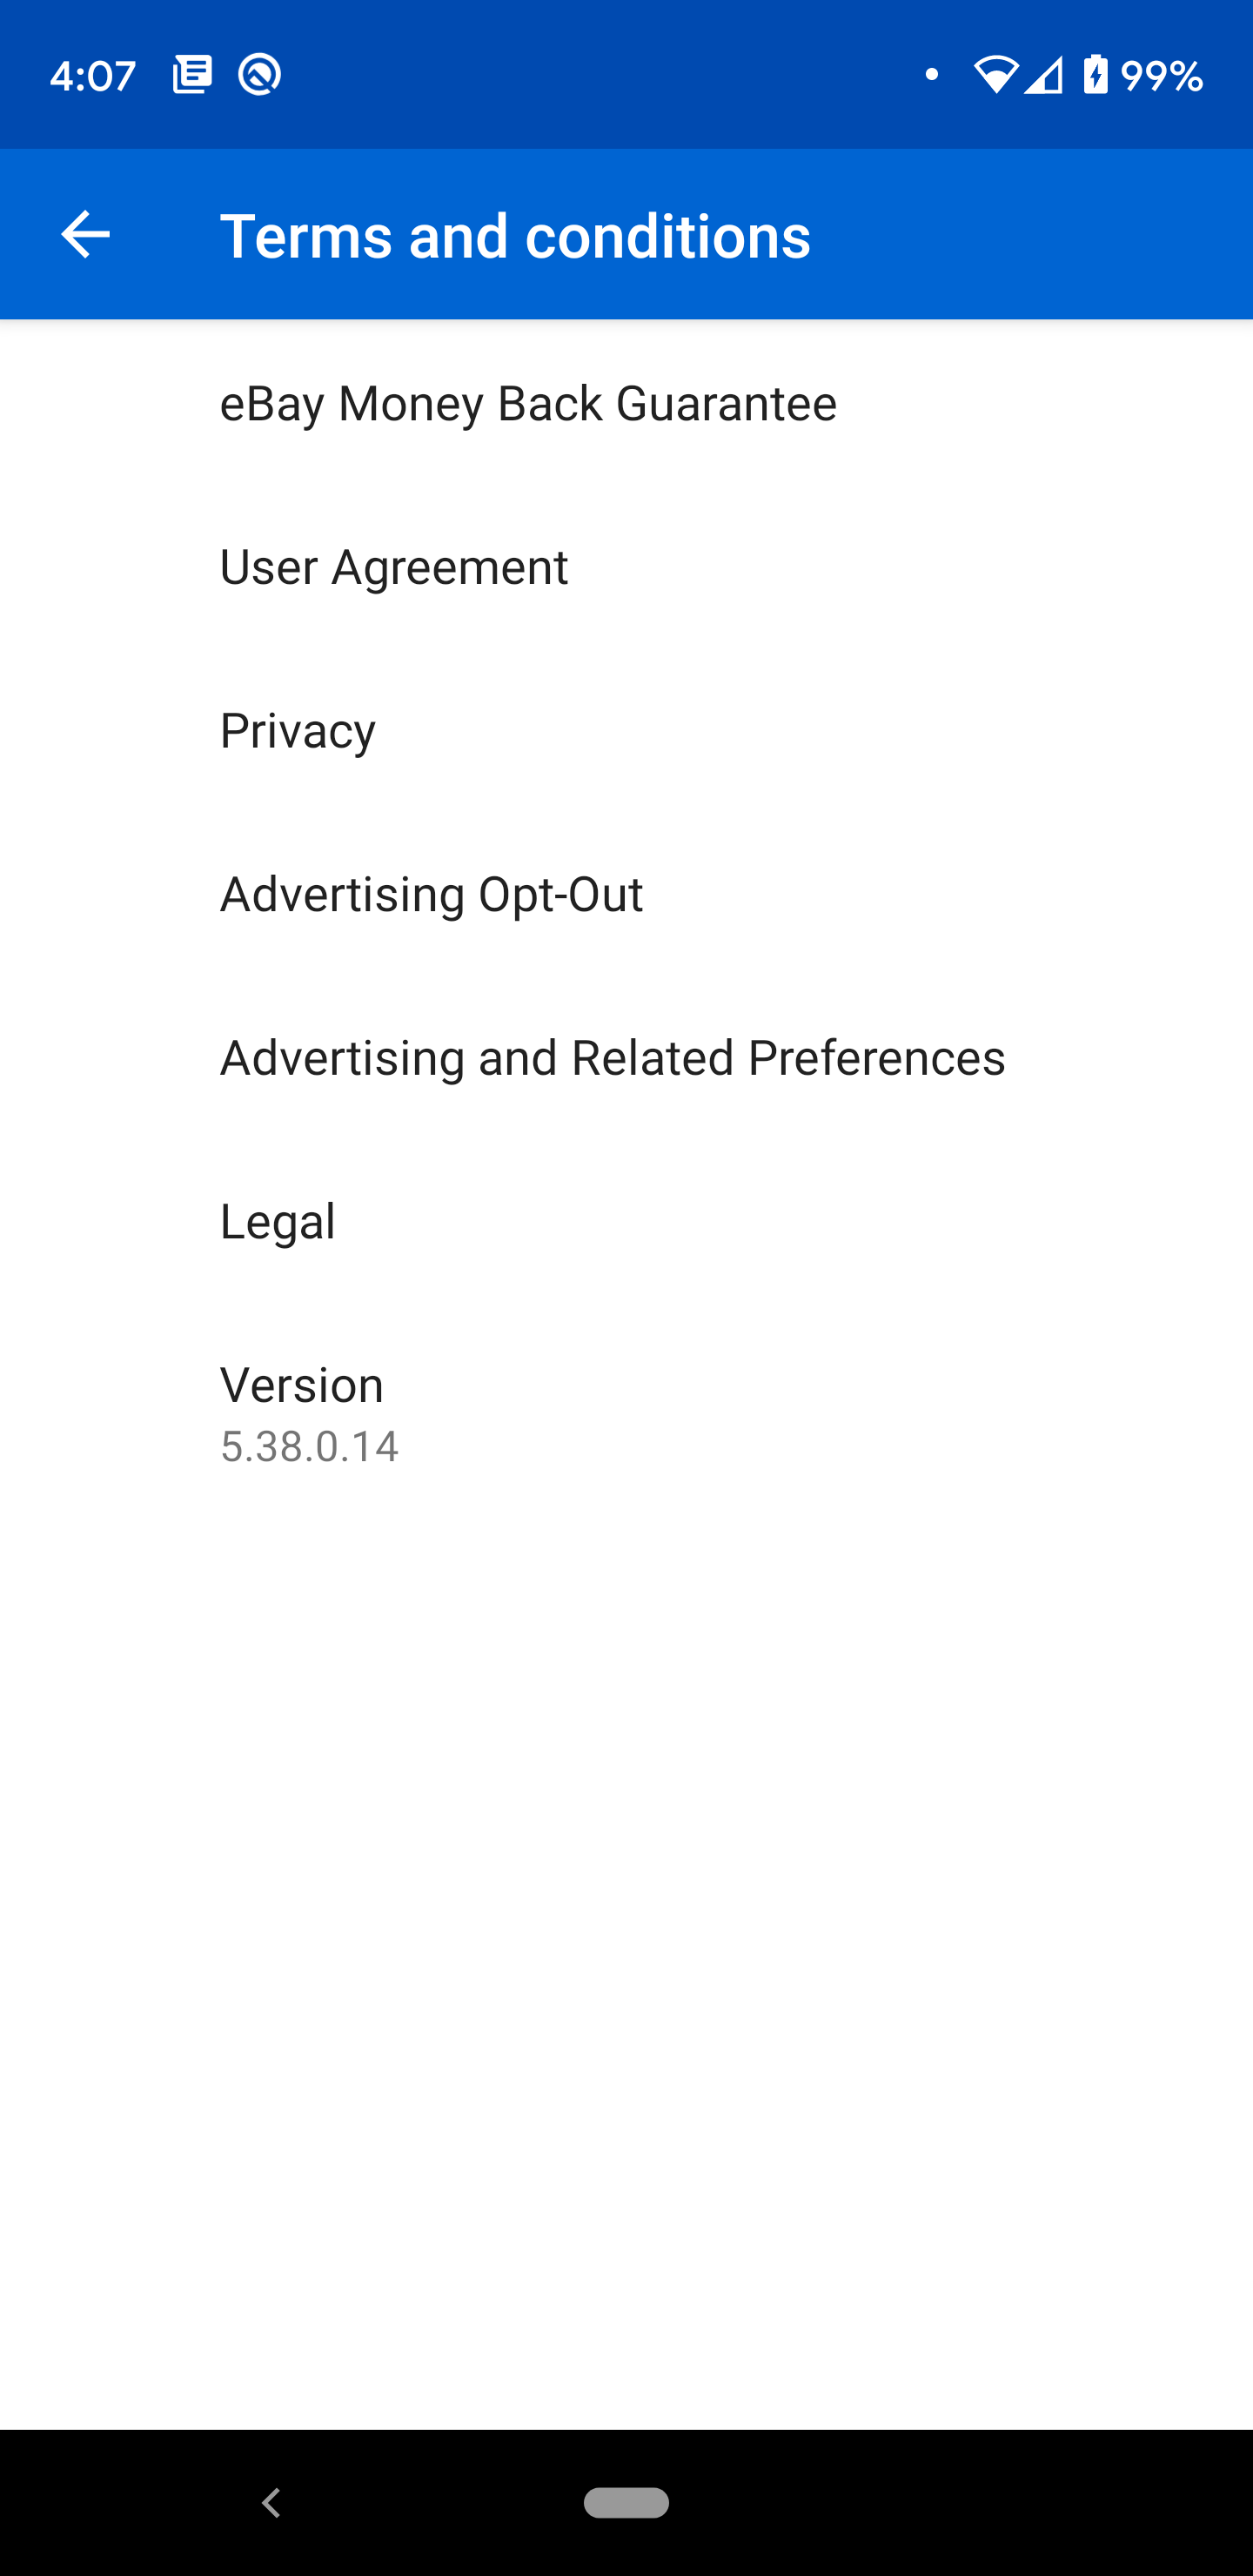 4:07
99%
Terms and conditions
eBay Money Back Guarantee
User Agreement
Privacy
Advertising Opt-Out
Advertising and Related Preferences
Legal
Version
5.38.0.14